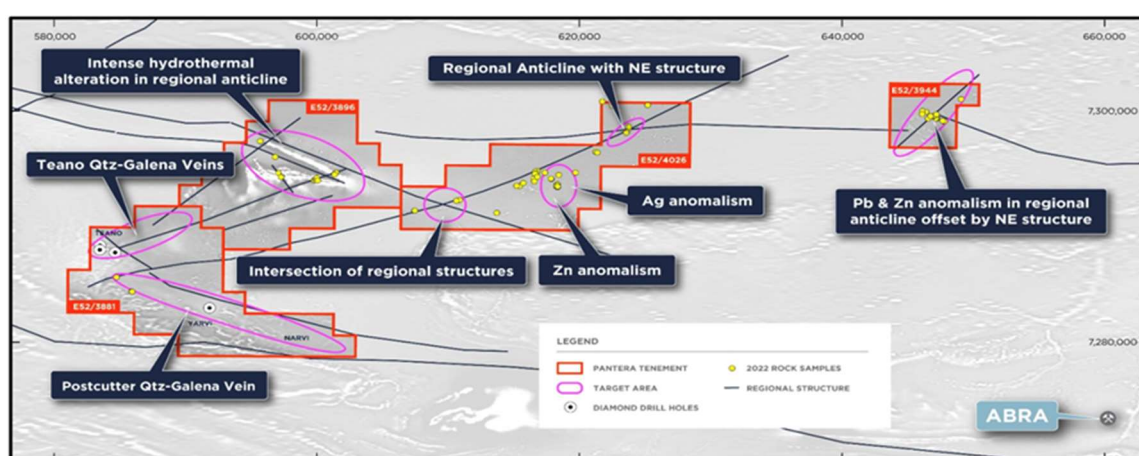 580,000
600,000
620,000
640,000
660,000
Intense hydrothermal
alteration in regional anticline
Regional Anticline with NE structure
E52/3896
E52/3944
7,300,000
Teano Qtz-Galena Veins
E52/4026
Ag anomalism
Pb & Zn anomalism in regional
anticline offset by NE structure
TEANO
Intersection of regional structures
Zn anomalism
E52/3881
YARVI
NARVI
7,280,000
Postcutter Qtz-Galena Vein
LEGEND
PANTERA TENEMENT
2022 ROCK SAMPLES
TARGET AREA
REGIONAL STRUCTURE
DIAMOND DRILL HOLES
ABRA